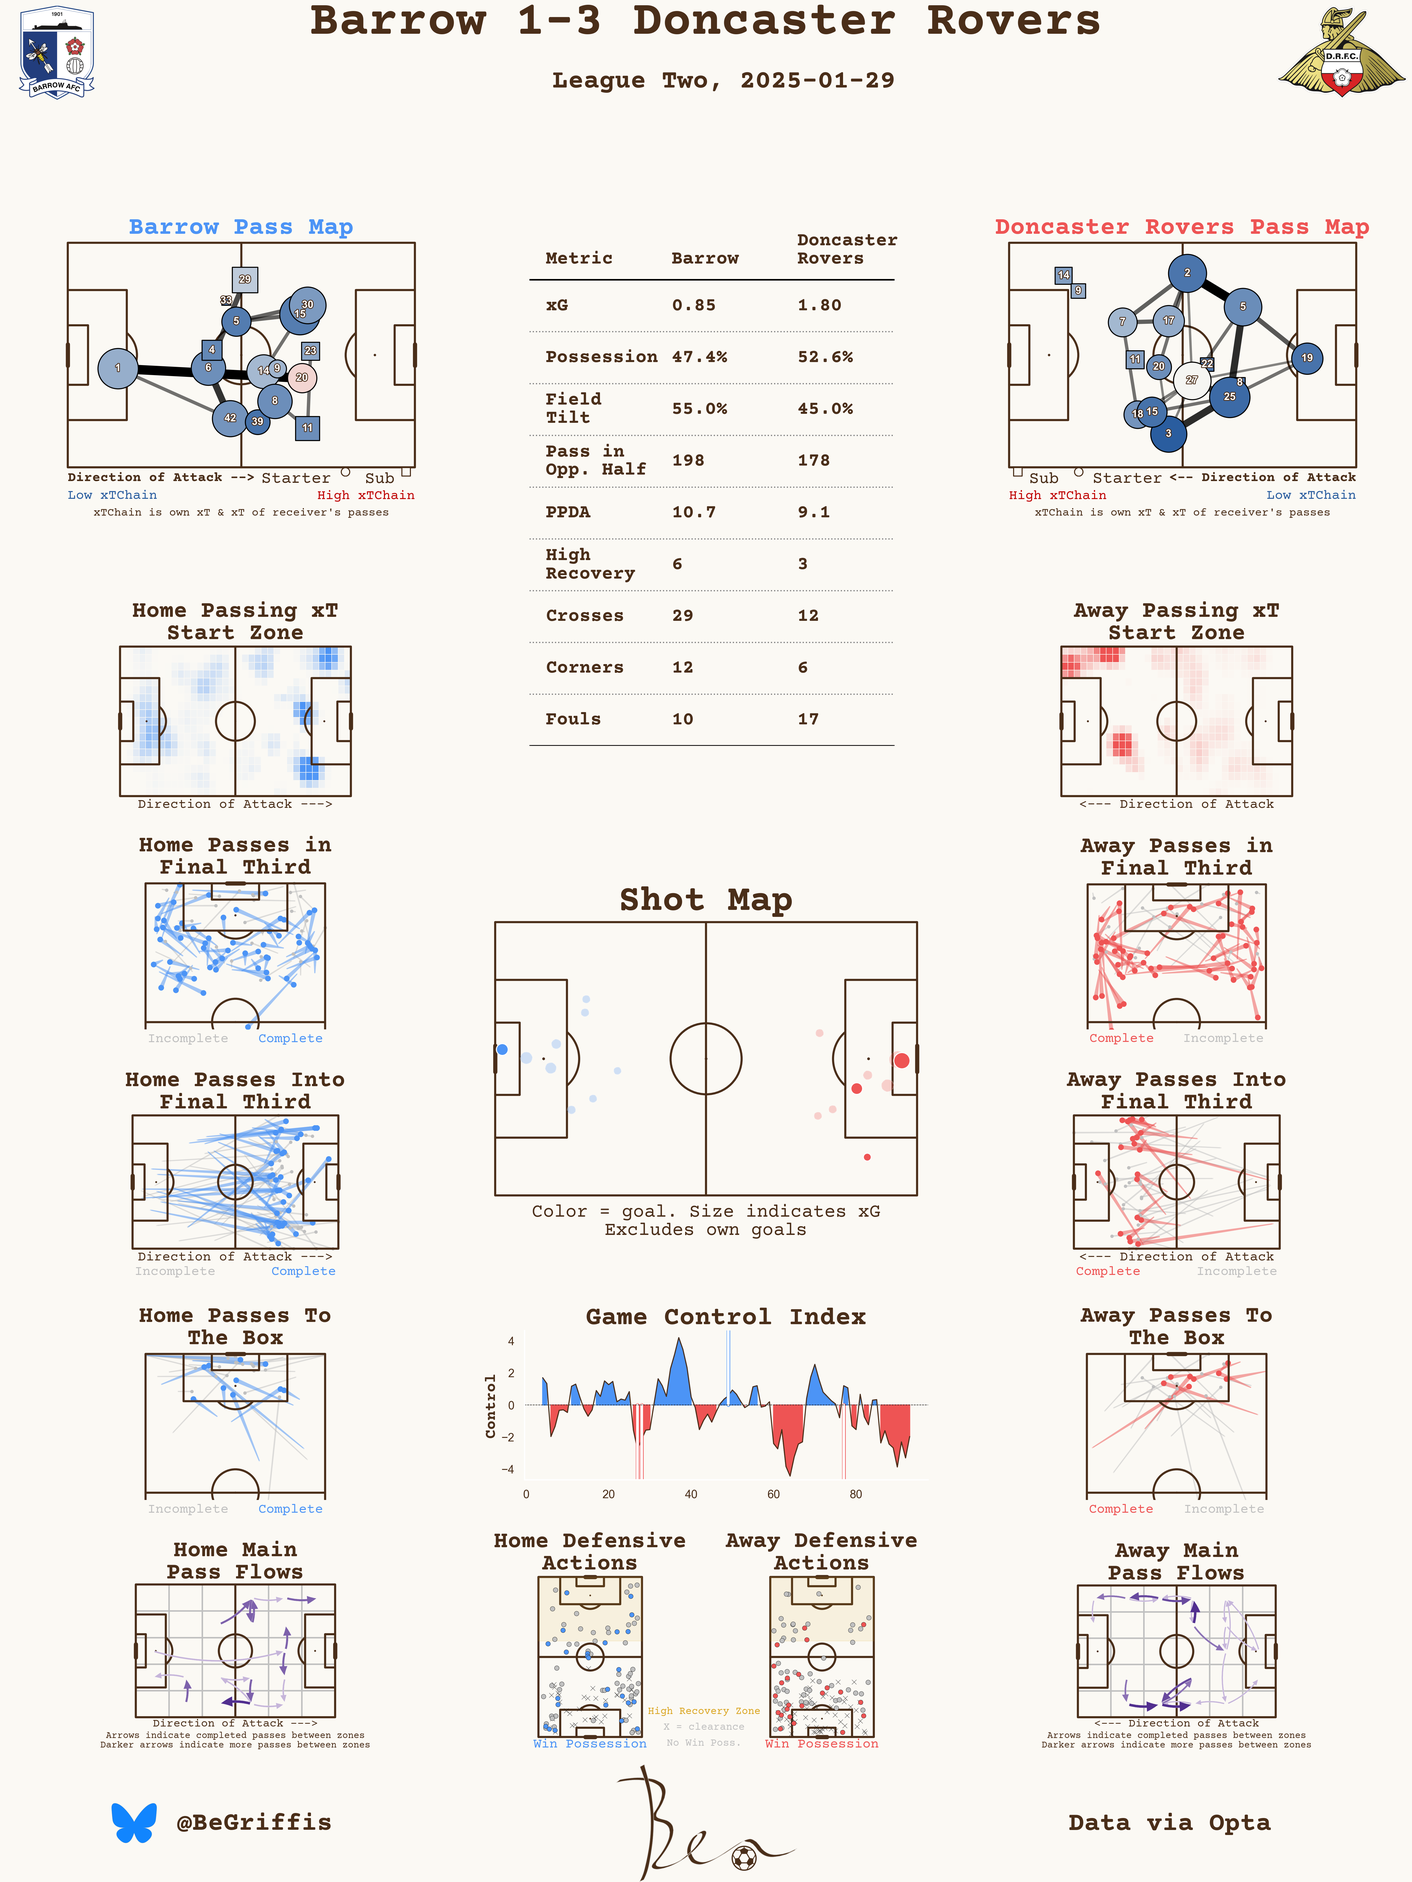 Barrow 1-3 Doncaster Rovers
League Two, 2025-01-29
1901
BARROW AFC
D.R.F.C.
Barrow Pass Map
29
33
30
15
5
4
6
23
1
14
9
20
8
42
39
11
Direction of Attack --> Starter Sub
Low xTChain High xTChain
xTChain is own xT & xT of receiver's passes
Metric Barrow Doncaster Rovers
xG 0.85 1.80
Possession 47.4% 52.6%
Field Tilt 55.0% 45.0%
Pass in Opp. Half 198 178
PPDA 10.7 9.1
High Recovery 6 3
Crosses 29 12
Corners 12 6
Fouls 10 17
Doncaster Rovers Pass Map
14
9
2
5
7
17
11
20
22
19
27
8
25
18
15
3
Sub Starter <-- Direction of Attack
High xTChain Low xTChain
xTChain is own xT & xT of receiver's passes
Home Passing xT
Start Zone
Direction of Attack --->
Away Passing xT
Start Zone
<--- Direction of Attack
Home Passes in
Final Third
Incomplete Complete
Away Passes in
Final Third
Complete Incomplete
Shot Map
Color = goal. Size indicates xG
Excludes own goals
Home Passes Into
Final Third
Direction of Attack --->
Incomplete Complete
Away Passes Into
Final Third
<--- Direction of Attack
Complete Incomplete
Home Passes To
The Box
Incomplete Complete
Game Control Index
Control
4
2
0
−2
−4
0 20 40 60 80
Away Passes To
The Box
Complete Incomplete
Home Main
Pass Flows
Direction of Attack --->
Arrows indicate completed passes between zones
Darker arrows indicate more passes between zones
Home Defensive
Actions
Win Possession
High Recovery Zone
X = clearance
No Win Poss.
Away Defensive
Actions
Win Possession
Away Main
Pass Flows
<--- Direction of Attack
Arrows indicate completed passes between zones
Darker arrows indicate more passes between zones
@BeGriffis
Ben
Data via Opta